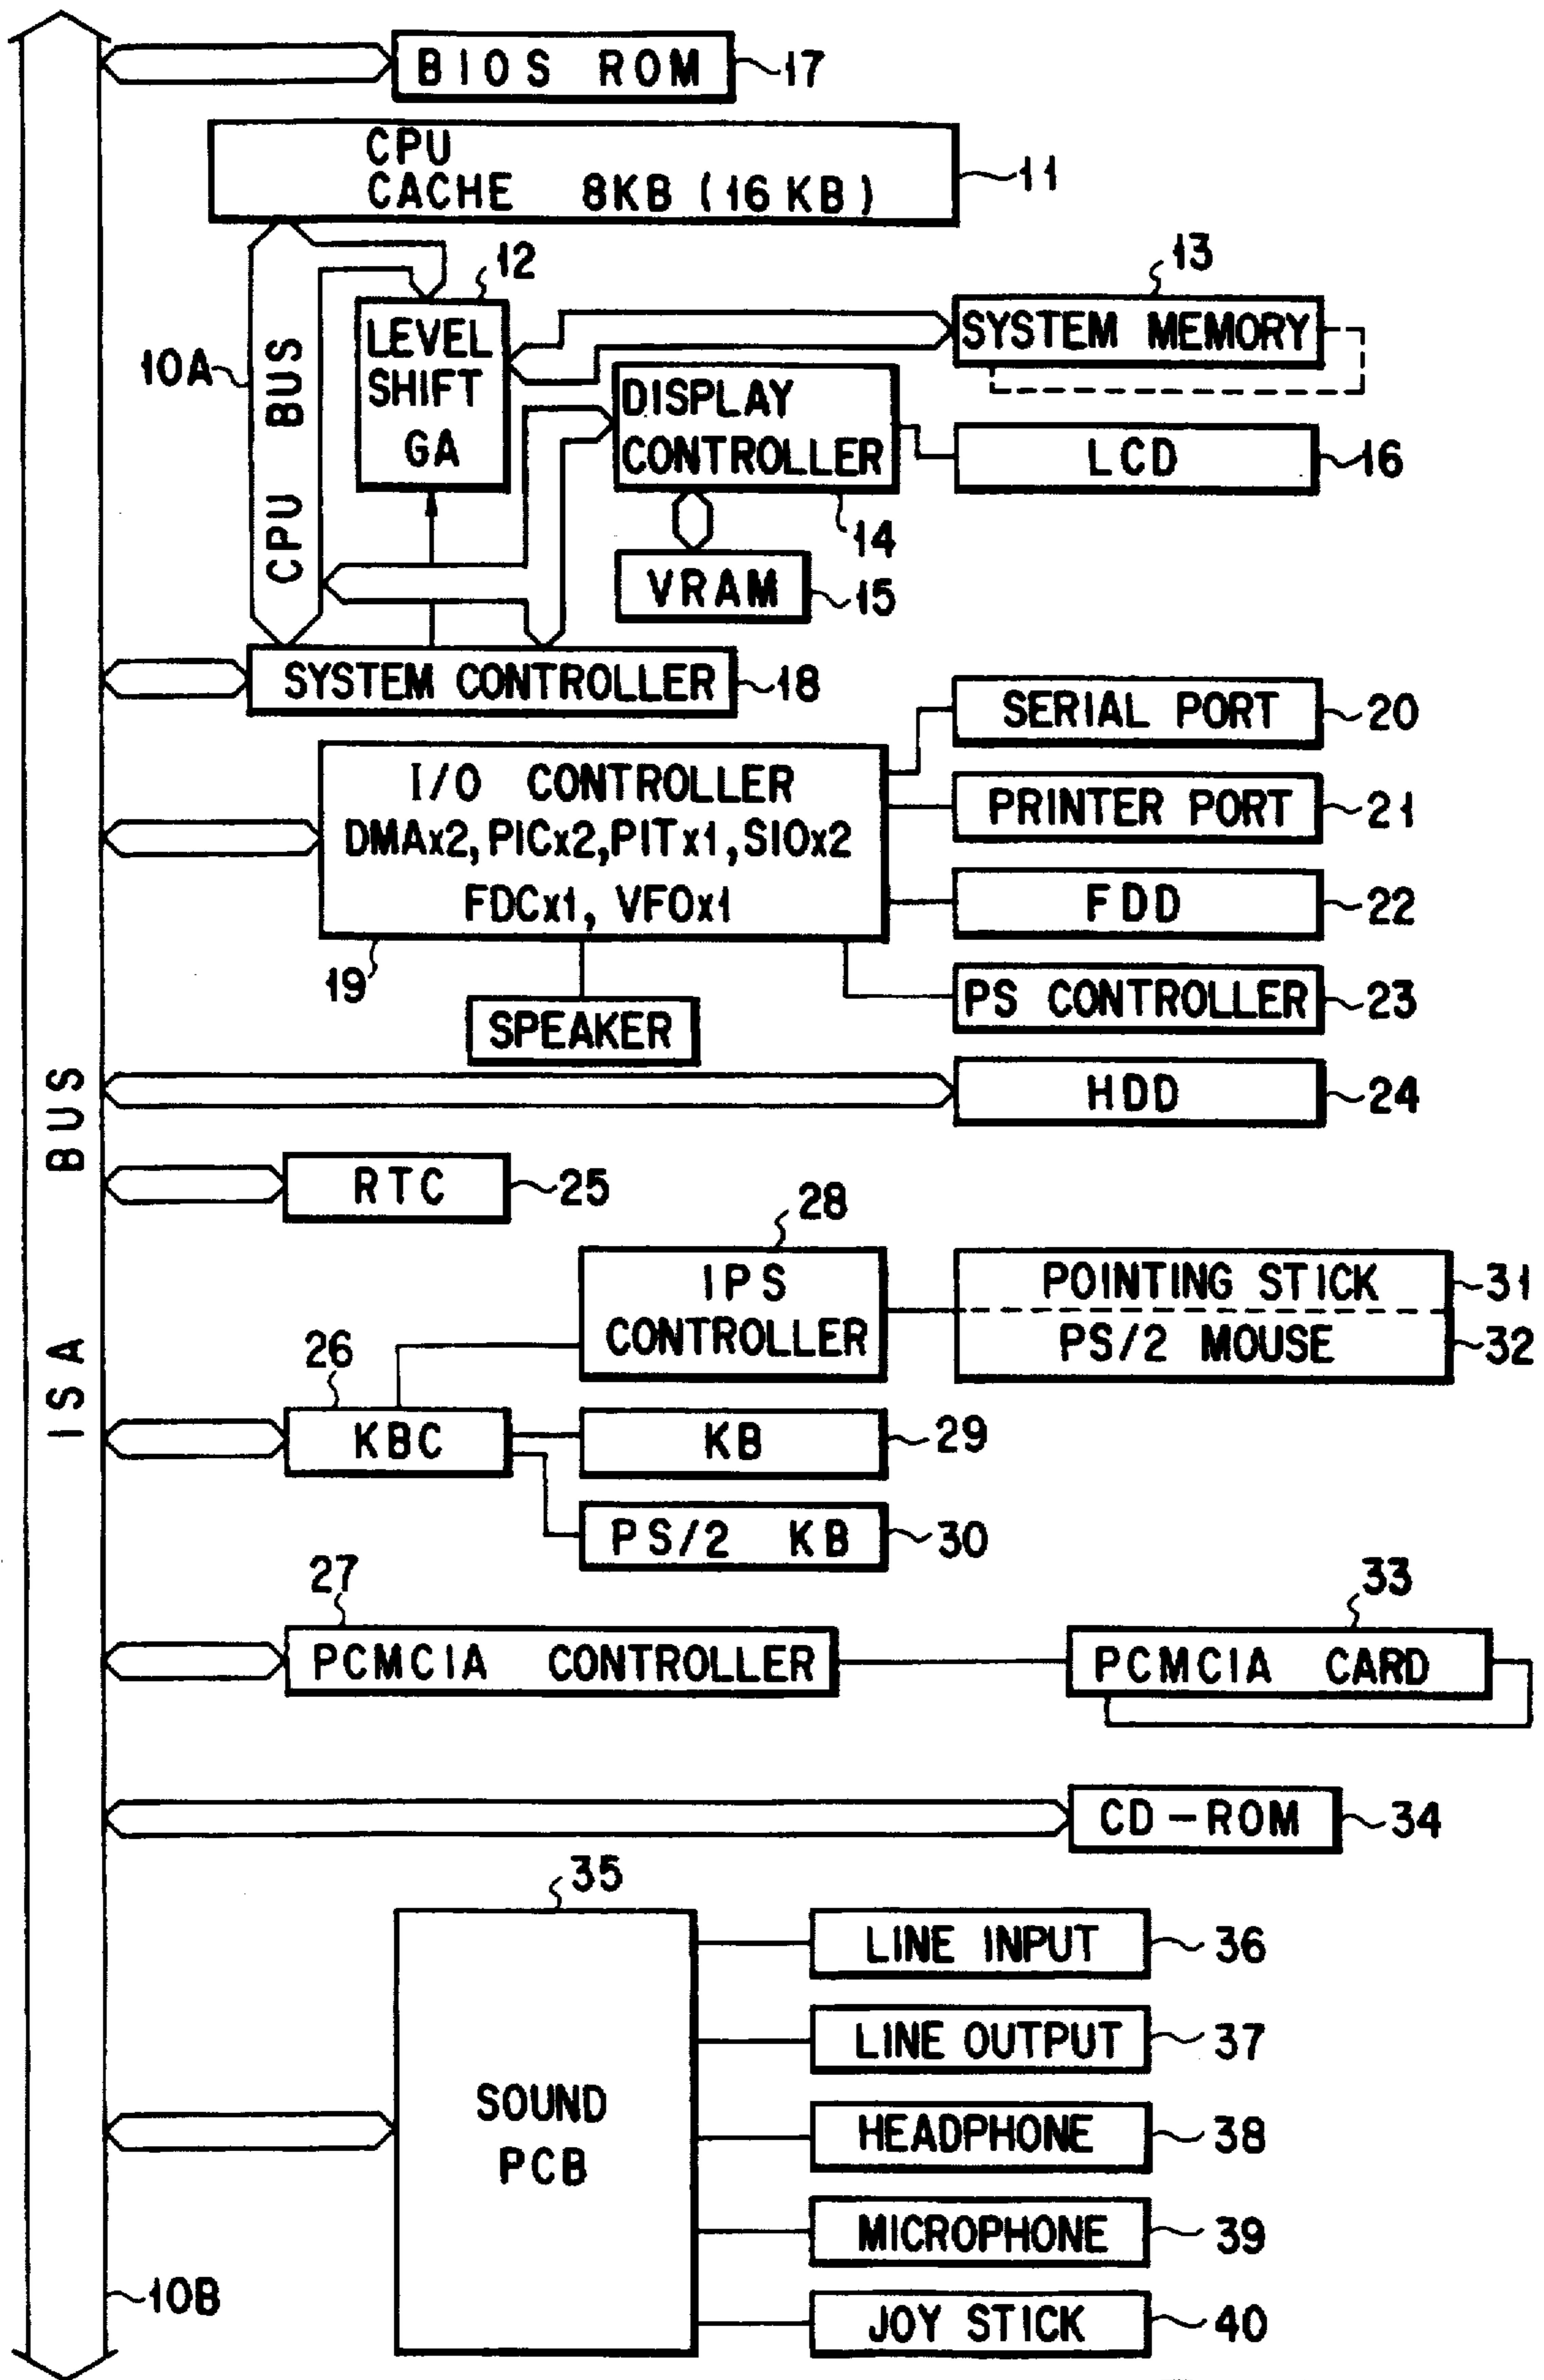 BIOS ROM
17
CPU
CACHE 8KB (16 KB)
11
12
13
10A
CPU BUS
LEVEL
SHIFT
GA
SYSTEM MEMORY
DISPLAY
CONTROLLER
LCD
16
14
VRAM
15
SYSTEM CONTROLLER
18
SERIAL PORT
20
I/O CONTROLLER
DMAx2, PICx2, PITx1, SIOx2
FDCx1, VFOx1
PRINTER PORT
21
FDD
22
19
PS CONTROLLER
23
SPEAKER
HDD
24
ISA BUS
RTC
25
28
IPS
CONTROLLER
POINTING STICK
31
PS/2 MOUSE
32
26
KBC
KB
29
PS/2 KB
30
27
PCMCIA CONTROLLER
33
PCMCIA CARD
CD-ROM
34
35
SOUND
PCB
LINE INPUT
36
LINE OUTPUT
37
HEADPHONE
38
MICROPHONE
39
JOY STICK
40
10B